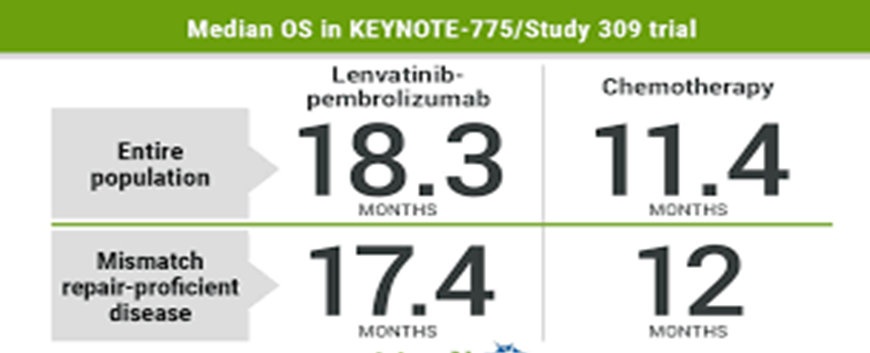 Median OS in KEYNOTE-775/Study 309 trial
Lenvatinib-
pembrolizumab
Chemotherapy
Entire
population
18.3
MONTHS
11.4
MONTHS
Mismatch
repair-proficient
disease
17.4
MONTHS
12
MONTHS